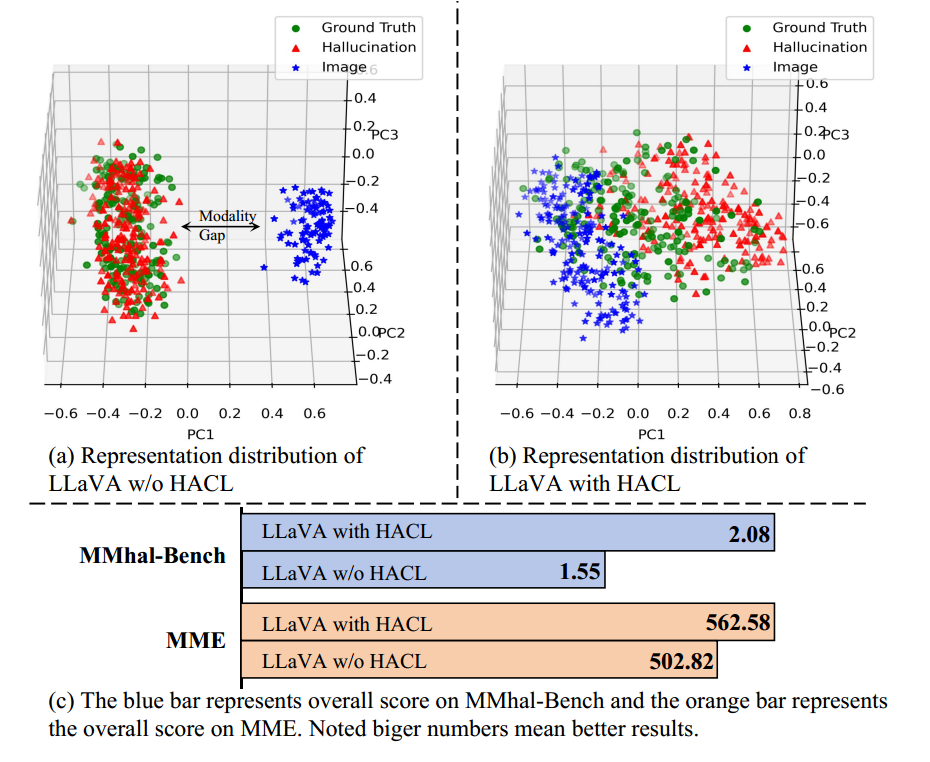 Ground Truth
Hallucination
Image
0.6
0.4
0.2
PC3
0.0
−0.2
−0.4
Modality
Gap
0.6
0.4
0.2
0.0
PC2
−0.2
−0.4
−0.6 −0.4 −0.2 0.0 0.2 0.4 0.6
PC1
(a) Representation distribution of
LLaVA w/o HACL
Ground Truth
Hallucination
Image
0.6
0.4
0.2
PC3
0.0
−0.2
−0.4
−0.6
0.6
0.4
0.2
0.0
PC2
−0.2
−0.4
−0.6
−0.6 −0.4 −0.2 0.0 0.2 0.4 0.6 0.8
PC1
(b) Representation distribution of
LLaVA with HACL
MMhal-Bench
LLaVA with HACL 2.08
LLaVA w/o HACL 1.55
MME
LLaVA with HACL 562.58
LLaVA w/o HACL 502.82
(c) The blue bar represents overall score on MMhal-Bench and the orange bar represents
the overall score on MME. Noted biger numbers mean better results.